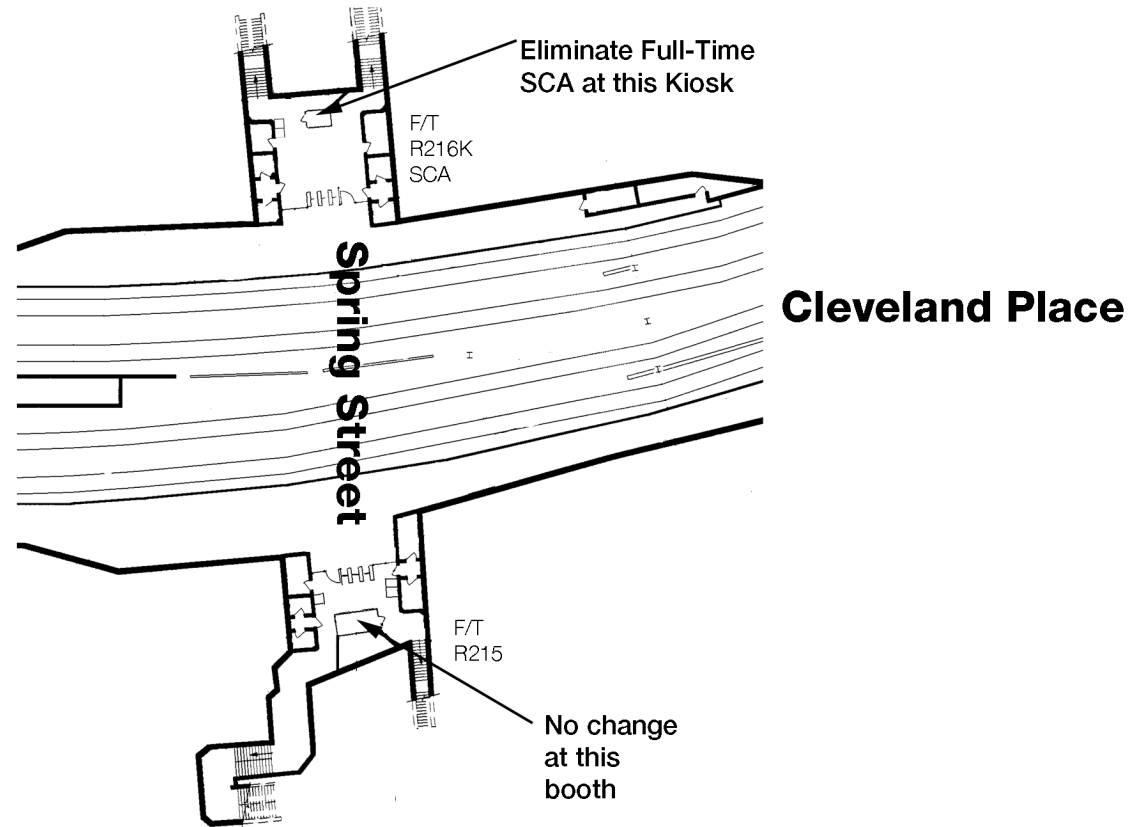 Eliminate Full-Time
SCA at this Kiosk
F/T
R216K
SCA
Spring Street
Cleveland Place
F/T
R215
No change
at this
booth